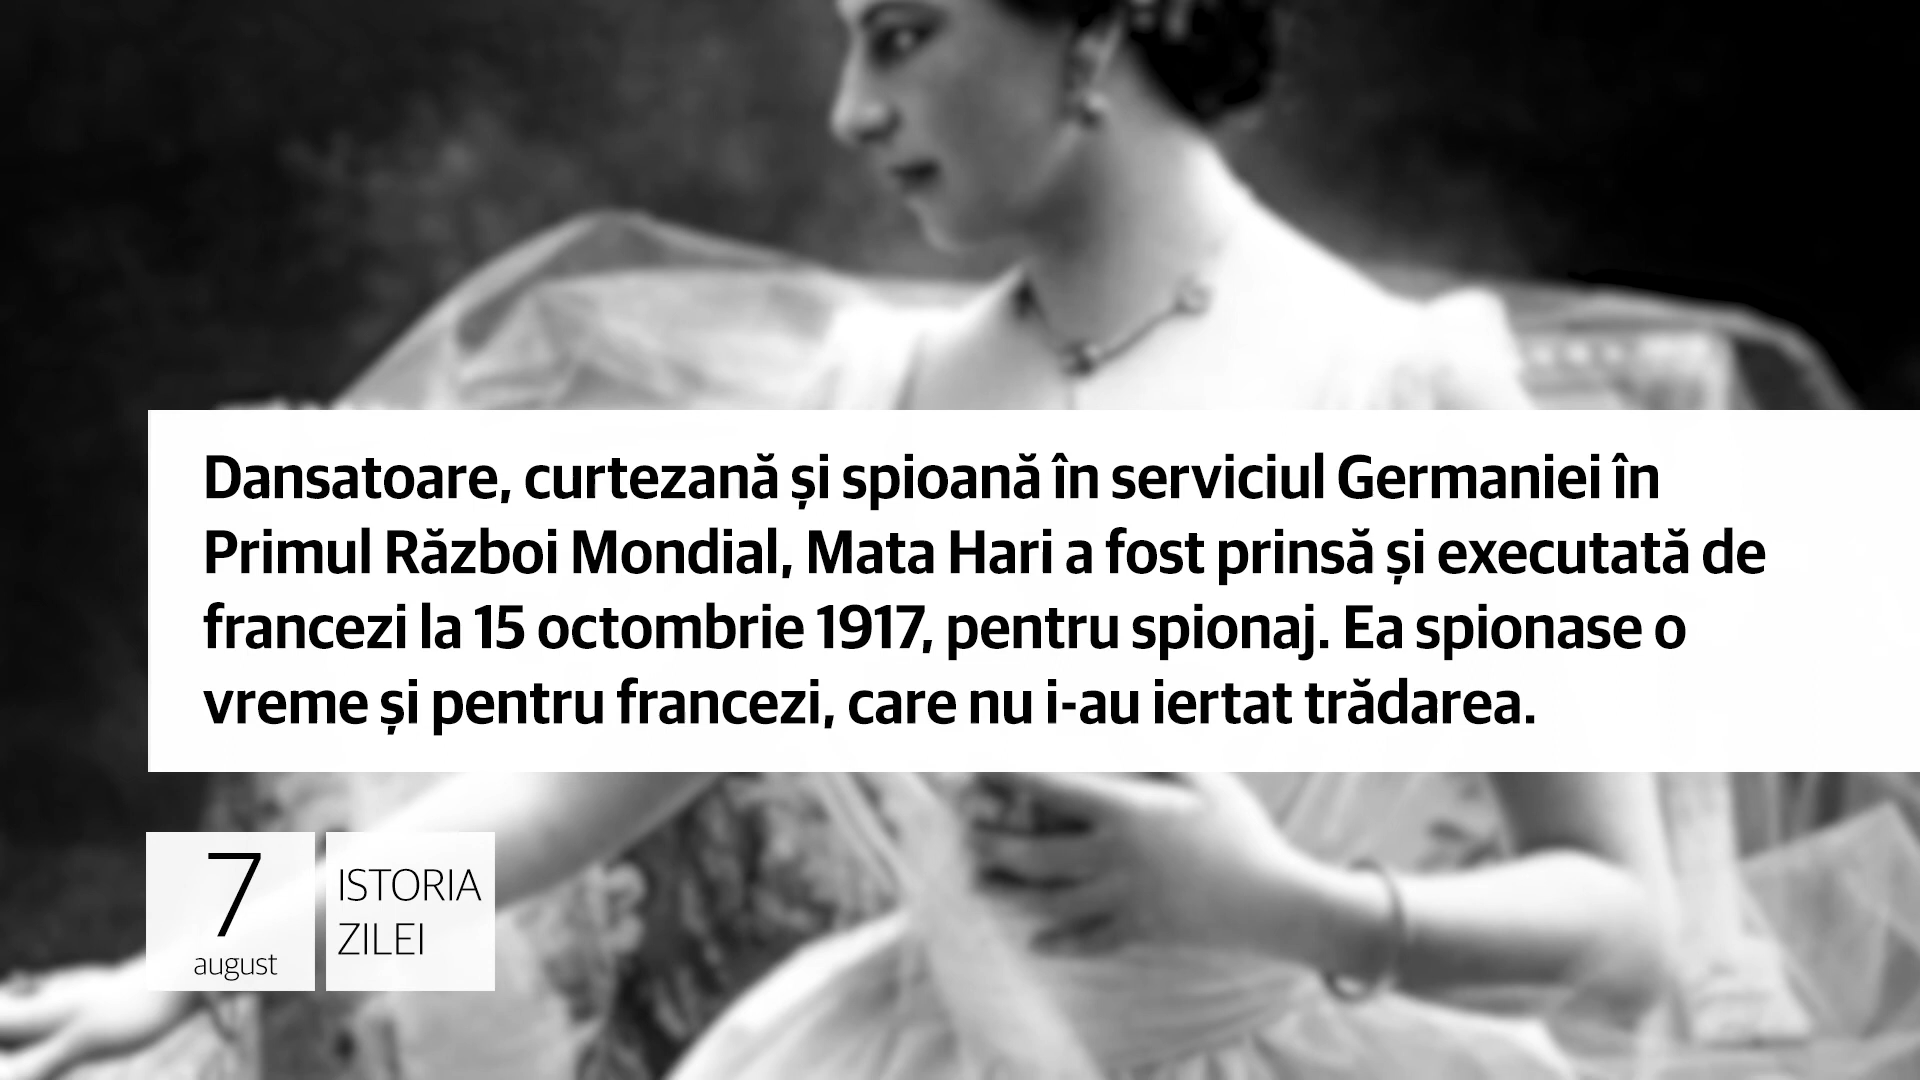 Dansatoare, curtezană și spioană în serviciul Germaniei în
Primul Război Mondial, Mata Hari a fost prinsă și executată de
francezi la 15 octombrie 1917, pentru spionaj. Ea spionase o
vreme și pentru francezi, care nu i-au iertat trădarea.
7
august
ISTORIA
ZILEI